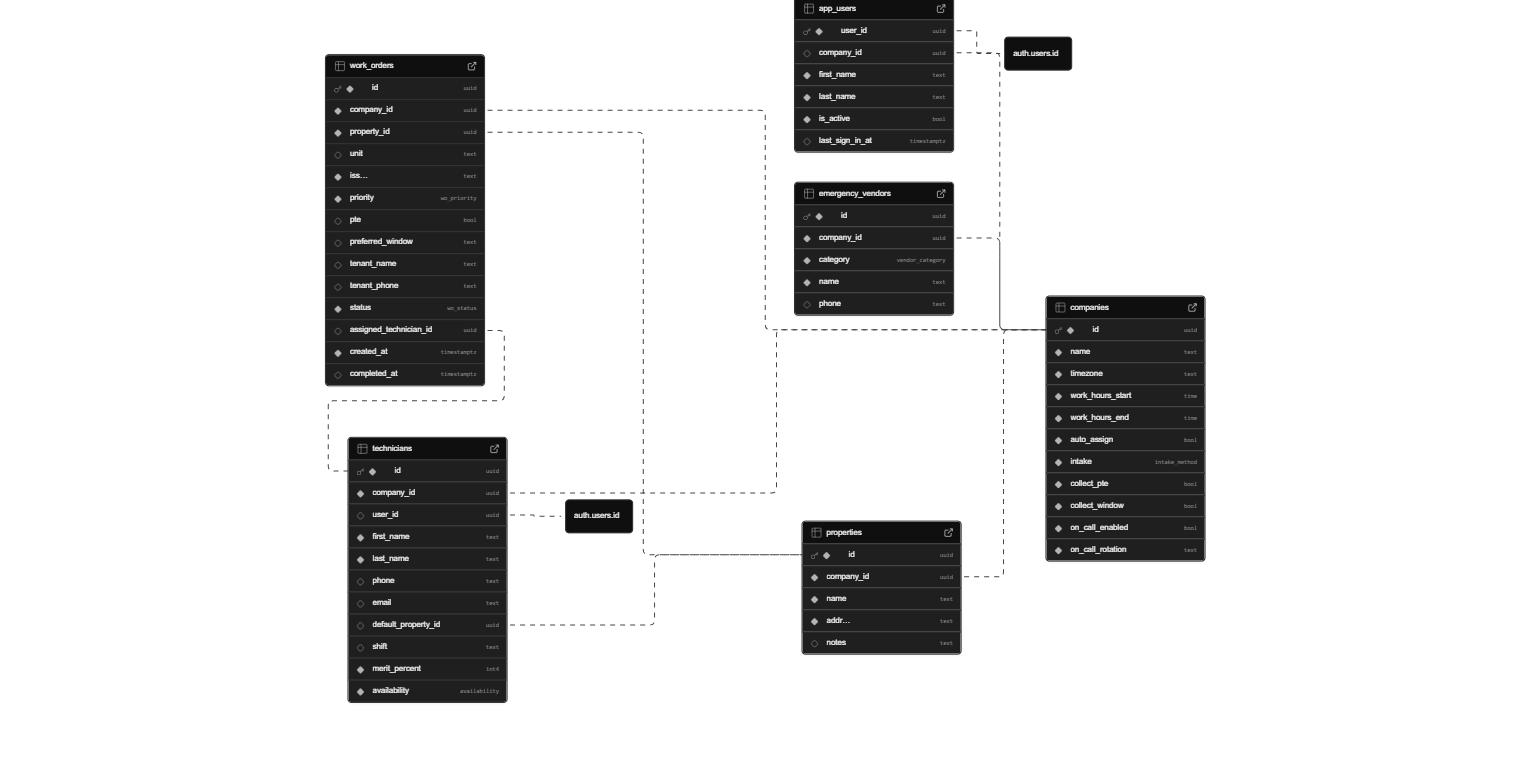 app_users
user_id uuid
company_id uuid
first_name text
last_name text
is_active bool
last_sign_in_at timestamptz
auth.users.id
work_orders
id uuid
company_id uuid
property_id uuid
unit text
iss... text
priority wo_priority
pte bool
preferred_window text
tenant_name text
tenant_phone text
status wo_status
assigned_technician_id uuid
created_at timestamptz
completed_at timestamptz
emergency_vendors
id uuid
company_id uuid
category vendor_category
name text
phone text
companies
id uuid
name text
timezone text
work_hours_start time
work_hours_end time
auto_assign bool
intake intake_method
collect_pte bool
collect_window bool
on_call_enabled bool
on_call_rotation text
technicians
id uuid
company_id uuid
user_id uuid
first_name text
last_name text
phone text
email text
default_property_id uuid
shift text
merit_percent int4
availability availability
auth.users.id
properties
id uuid
company_id uuid
name text
addr... text
notes text